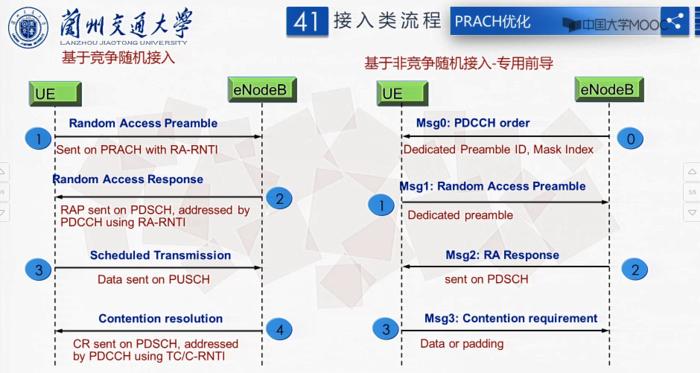 兰州交通大学
LANZHOU JIAOTONG UNIVERSITY
41 接入类流程 PRACH优化
中国大学MOOC
基于竞争随机接入
基于非竞争随机接入-专用前导
UE
eNodeB
1
Random Access Preamble
Sent on PRACH with RA-RNTI
Random Access Response
2
RAP sent on PDSCH, addressed by
PDCCH using RA-RNTI
3
Scheduled Transmission
Data sent on PUSCH
Contention resolution
4
CR sent on PDSCH, addressed
by PDCCH using TC/C-RNTI
UE
eNodeB
Msg0: PDCCH order
0
Dedicated Preamble ID, Mask Index
Msg1: Random Access Preamble
1
Dedicated preamble
Msg2: RA Response
2
sent on PDSCH
Msg3: Contention requirement
3
Data or padding